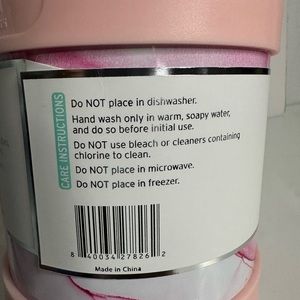 CARE INSTRUCTIONS
Do NOT place in dishwasher.
Hand wash only in warm, soapy water,
and do so before initial use.
Do NOT use bleach or cleaners containing
chlorine to clean.
Do NOT place in microwave.
Do NOT place in freezer.
8 40034 27826 2
Made in China